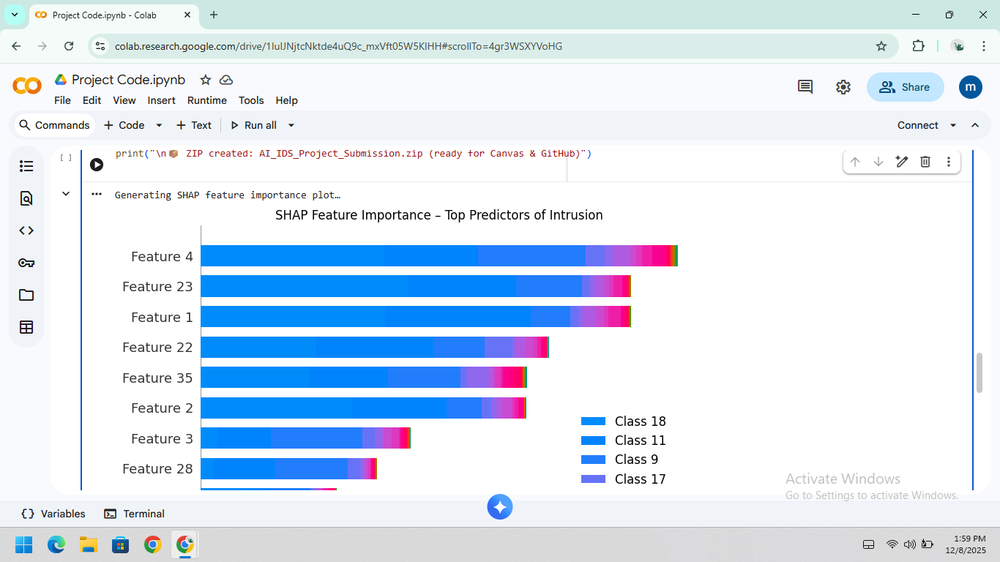 Project Code.ipynb - Colab
colab.research.google.com/drive/1IulJNjtcNktde4uQ9c_mxVft05W5KlHH#scrollTo=4gr3WSXYVoHG
Project Code.ipynb
File Edit View Insert Runtime Tools Help
Share
m
Commands + Code + Text Run all
Connect
[ ]
print("\n📦 ZIP created: AI_IDS_Project_Submission.zip (ready for Canvas & GitHub)")
Generating SHAP feature importance plot…
SHAP Feature Importance – Top Predictors of Intrusion
Feature 4
Feature 23
Feature 1
Feature 22
Feature 35
Feature 2
Feature 3
Feature 28
Class 18
Class 11
Class 9
Class 17
Activate Windows
Go to Settings to activate Windows.
Variables Terminal
1:59 PM
12/8/2025